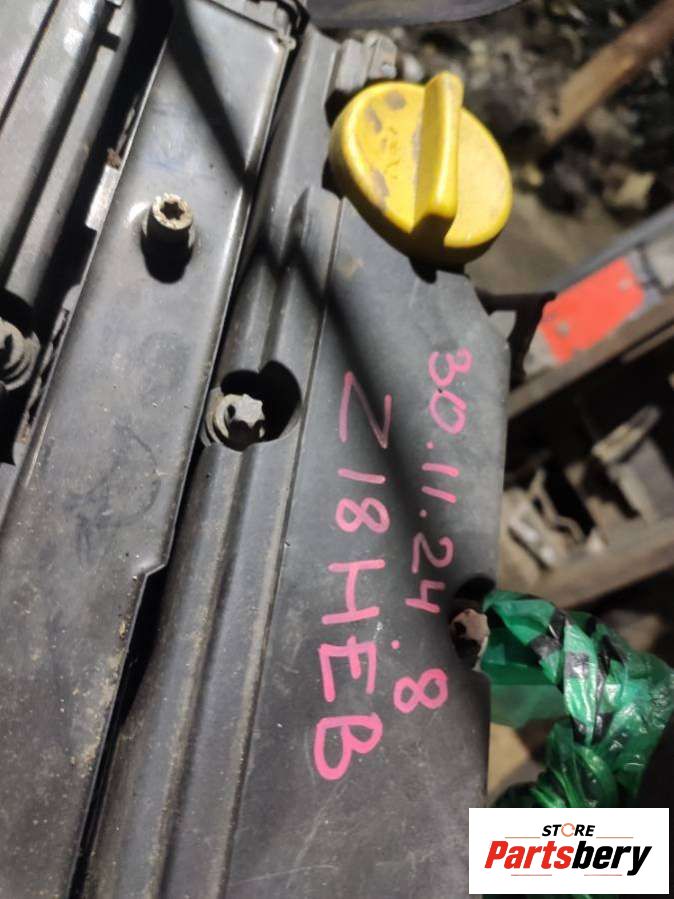 30.11.24.8
Z18HEB
STORE
Partsbery